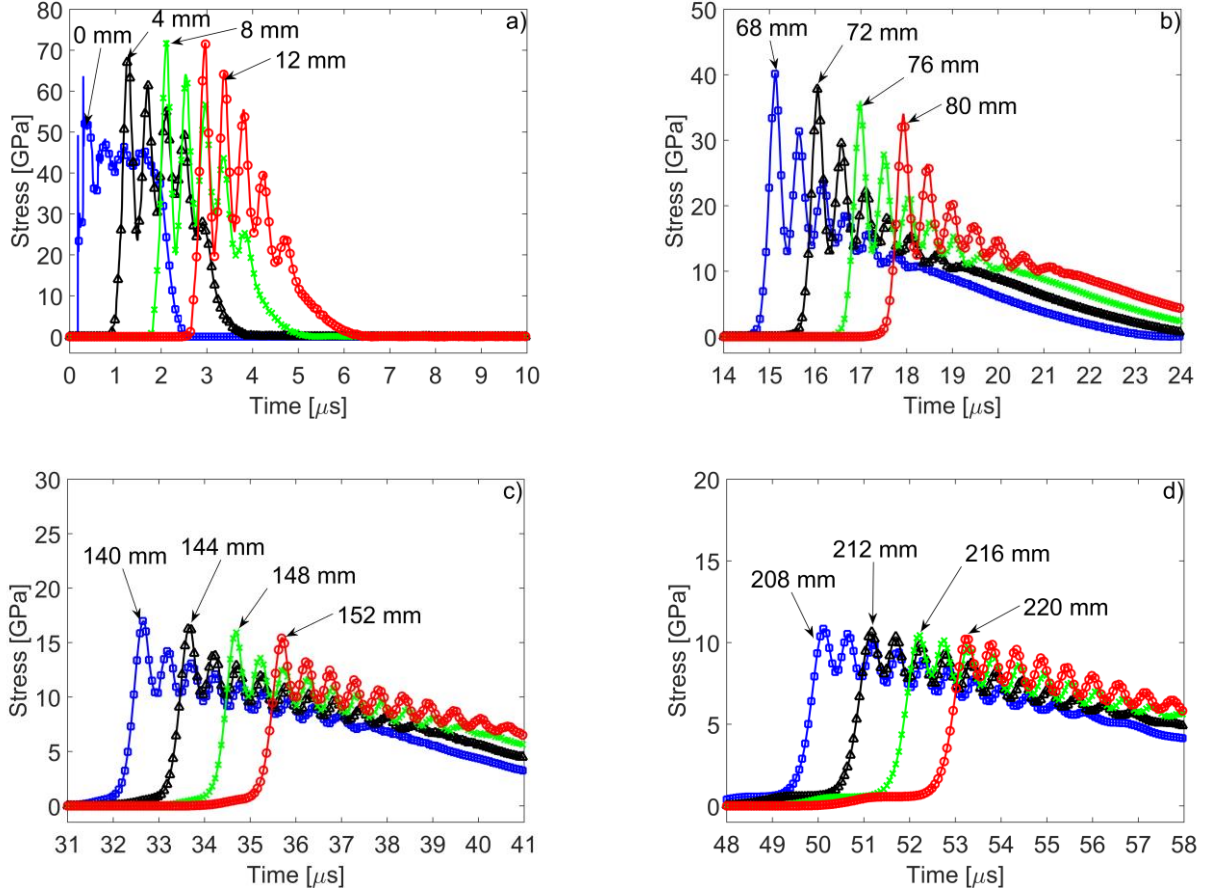 a)
0 mm
4 mm
8 mm
12 mm
Stress [GPa]
80
70
60
50
40
30
20
10
0
0 1 2 3 4 5 6 7 8 9 10
Time [μs]
b)
68 mm
72 mm
76 mm
80 mm
Stress [GPa]
50
40
30
20
10
0
14 15 16 17 18 19 20 21 22 23 24
Time [μs]
c)
140 mm
144 mm
148 mm
152 mm
Stress [GPa]
30
25
20
15
10
5
0
31 32 33 34 35 36 37 38 39 40 41
Time [μs]
d)
208 mm
212 mm
216 mm
220 mm
Stress [GPa]
20
15
10
5
0
48 49 50 51 52 53 54 55 56 57 58
Time [μs]